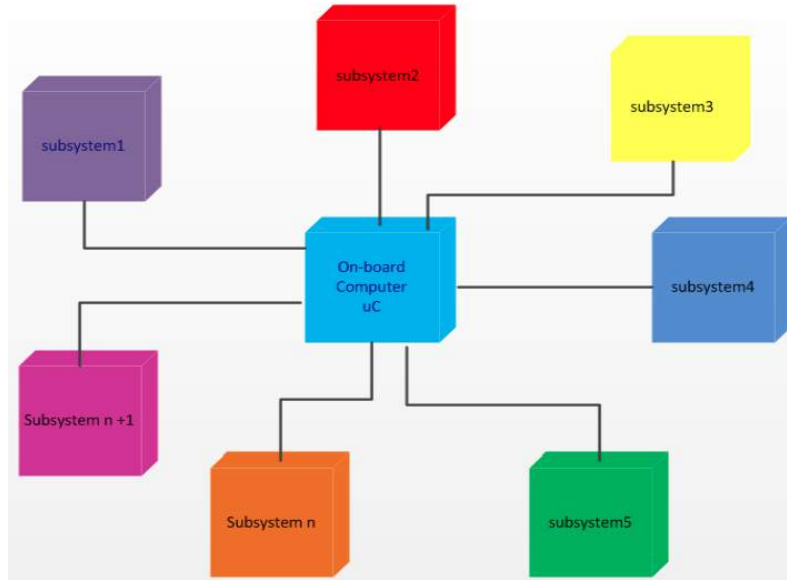 subsystem2
subsystem3
subsystem1
On-board
Computer
uC
subsystem4
Subsystem n +1
Subsystem n
subsystem5